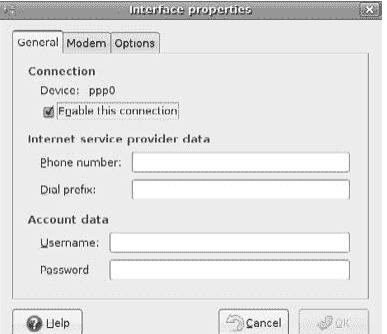 Interface properties
General Modem Options
Connection
Device: ppp0
Enable this connection
Internet service provider data
Phone number:
Dial prefix:
Account data
Username:
Password
Help Cancel OK